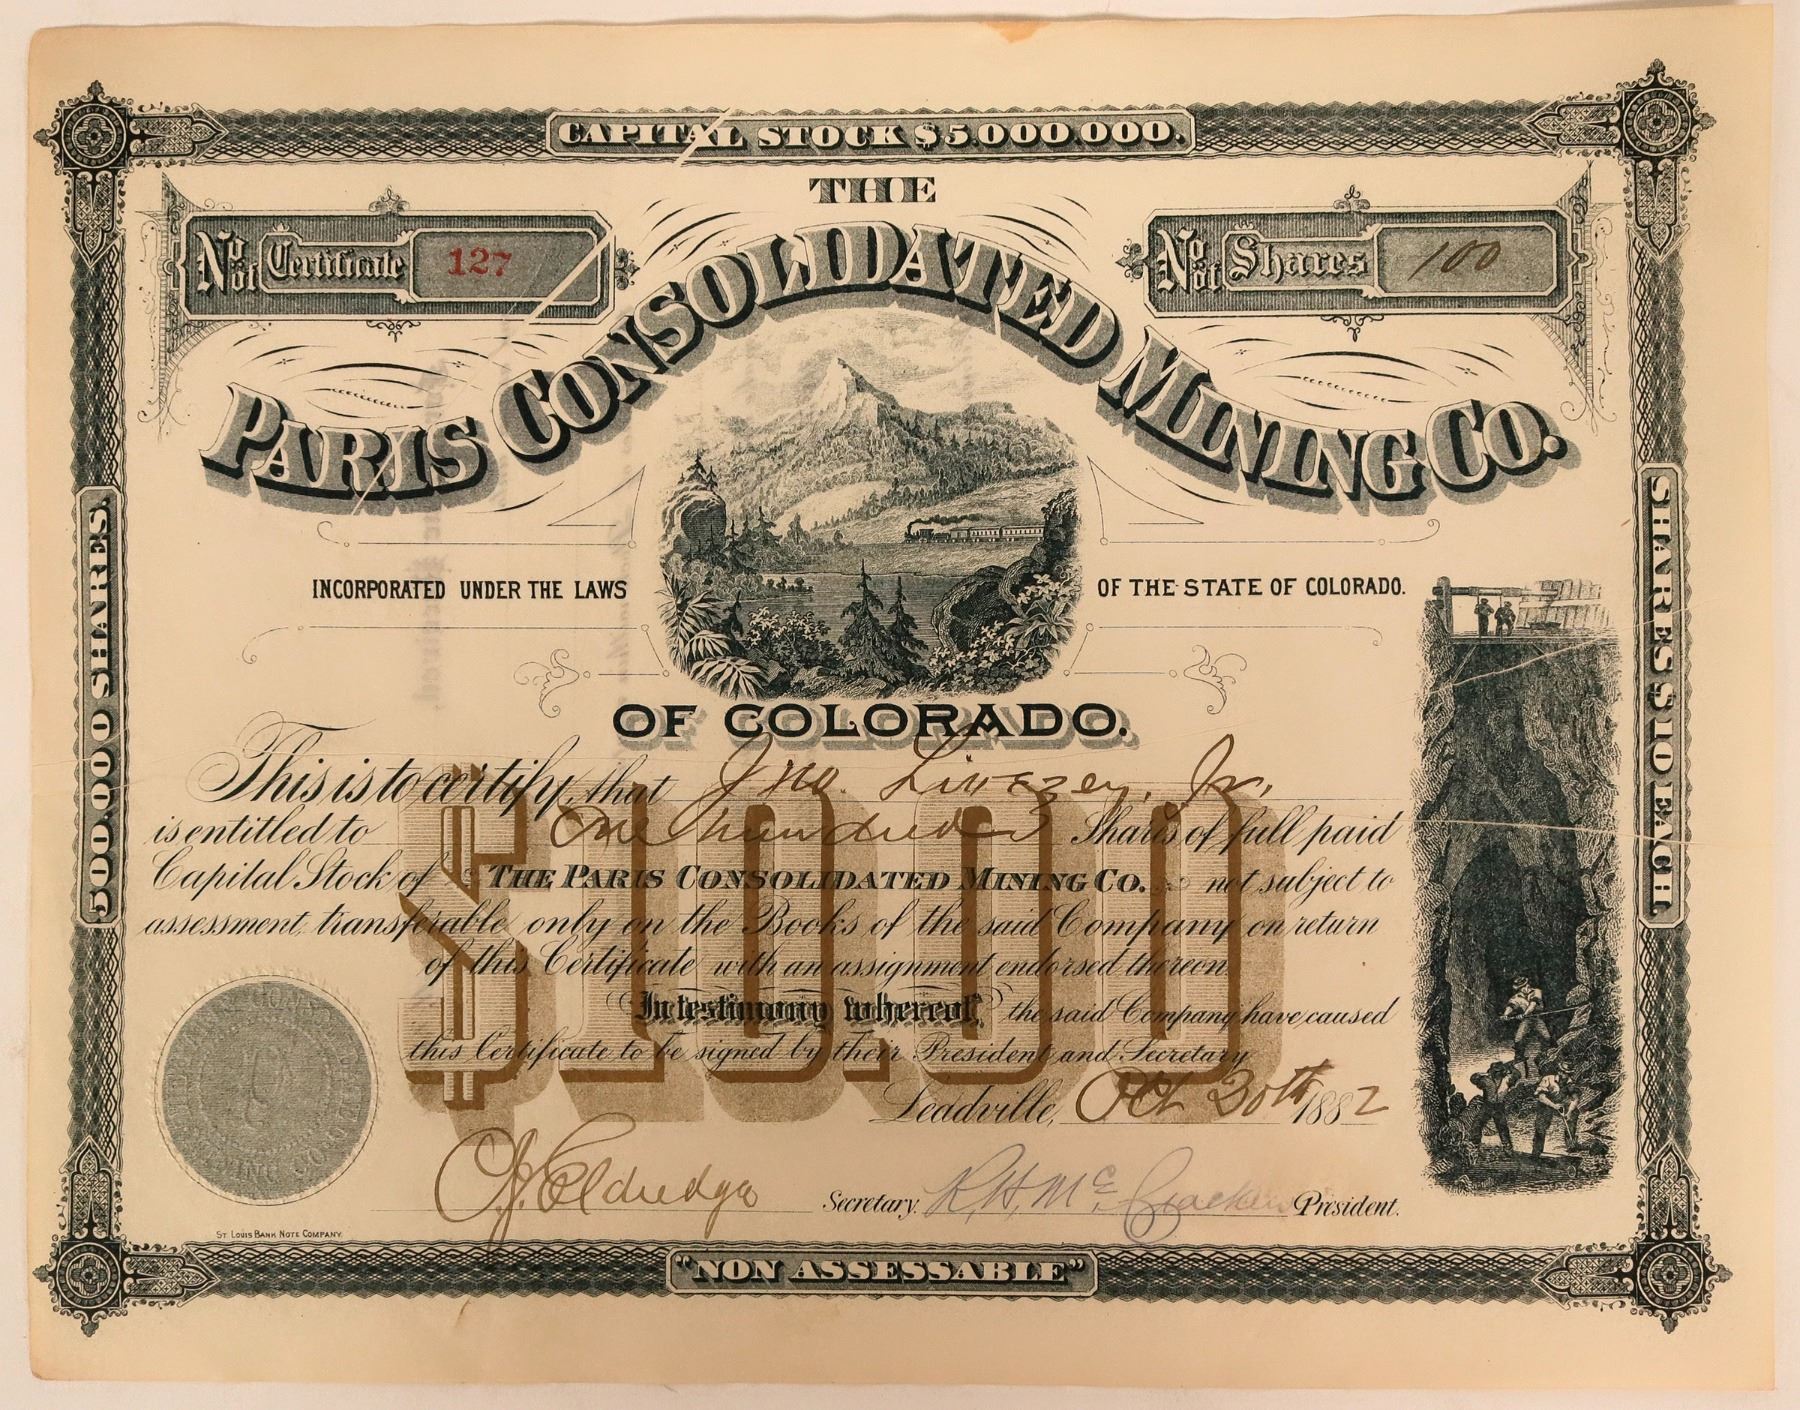 CAPITAL STOCK $5.000.000.
No. of Certificate 127
No. of Shares 100
THE
PARIS CONSOLIDATED MINING CO.
INCORPORATED UNDER THE LAWS OF THE STATE OF COLORADO.
OF COLORADO.
500.000 SHARES.
SHARES $10 EACH.
$10.00
This is to certify, that Jno. Livezey, Jr.
is entitled to One hundred Shares of full paid
Capital Stock of THE PARIS CONSOLIDATED MINING CO. not subject to
assessment, transferable only on the Books of the said Company on return
of this Certificate with an assignment endorsed thereon.
"In testimony whereof," the said Company have caused
this Certificate to be signed by their President and Secretary
Leadville, Oct 30th 1882
O. J. Eldredge Secretary. R. H. McCracken President.
ST LOUIS BANK NOTE COMPANY.
"NON ASSESSABLE"